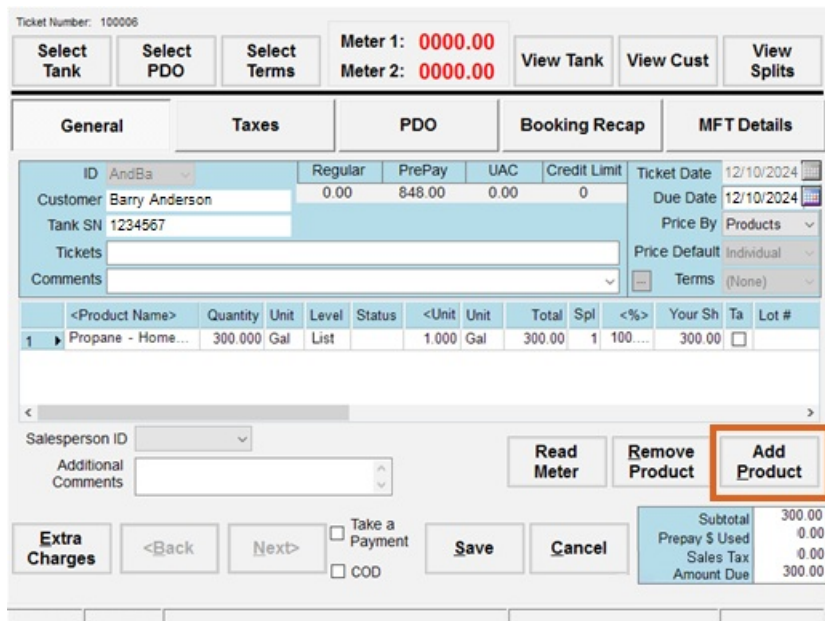 Ticket Number: 100006
Select Tank
Select PDO
Select Terms
Meter 1: 0000.00
Meter 2: 0000.00
View Tank
View Cust
View Splits
General Taxes PDO Booking Recap MFT Details
ID AndBa
Customer Barry Anderson
Tank SN 1234567
Tickets
Comments
Regular PrePay UAC Credit Limit
0.00 848.00 0.00 0
Ticket Date 12/10/2024
Due Date 12/10/2024
Price By Products
Price Default Individual
... Terms (None)
<Product Name> Quantity Unit Level Status <Unit Unit Total Spl <%> Your Sh Ta Lot #
1 Propane - Home... 300.000 Gal List 1.000 Gal 300.00 1 100.... 300.00
Salesperson ID
Additional
Comments
Read Meter
Remove Product
Add Product
Extra Charges
<Back
Next>
Take a Payment
COD
Save
Cancel
Subtotal 300.00
Prepay $ Used 0.00
Sales Tax 0.00
Amount Due 300.00